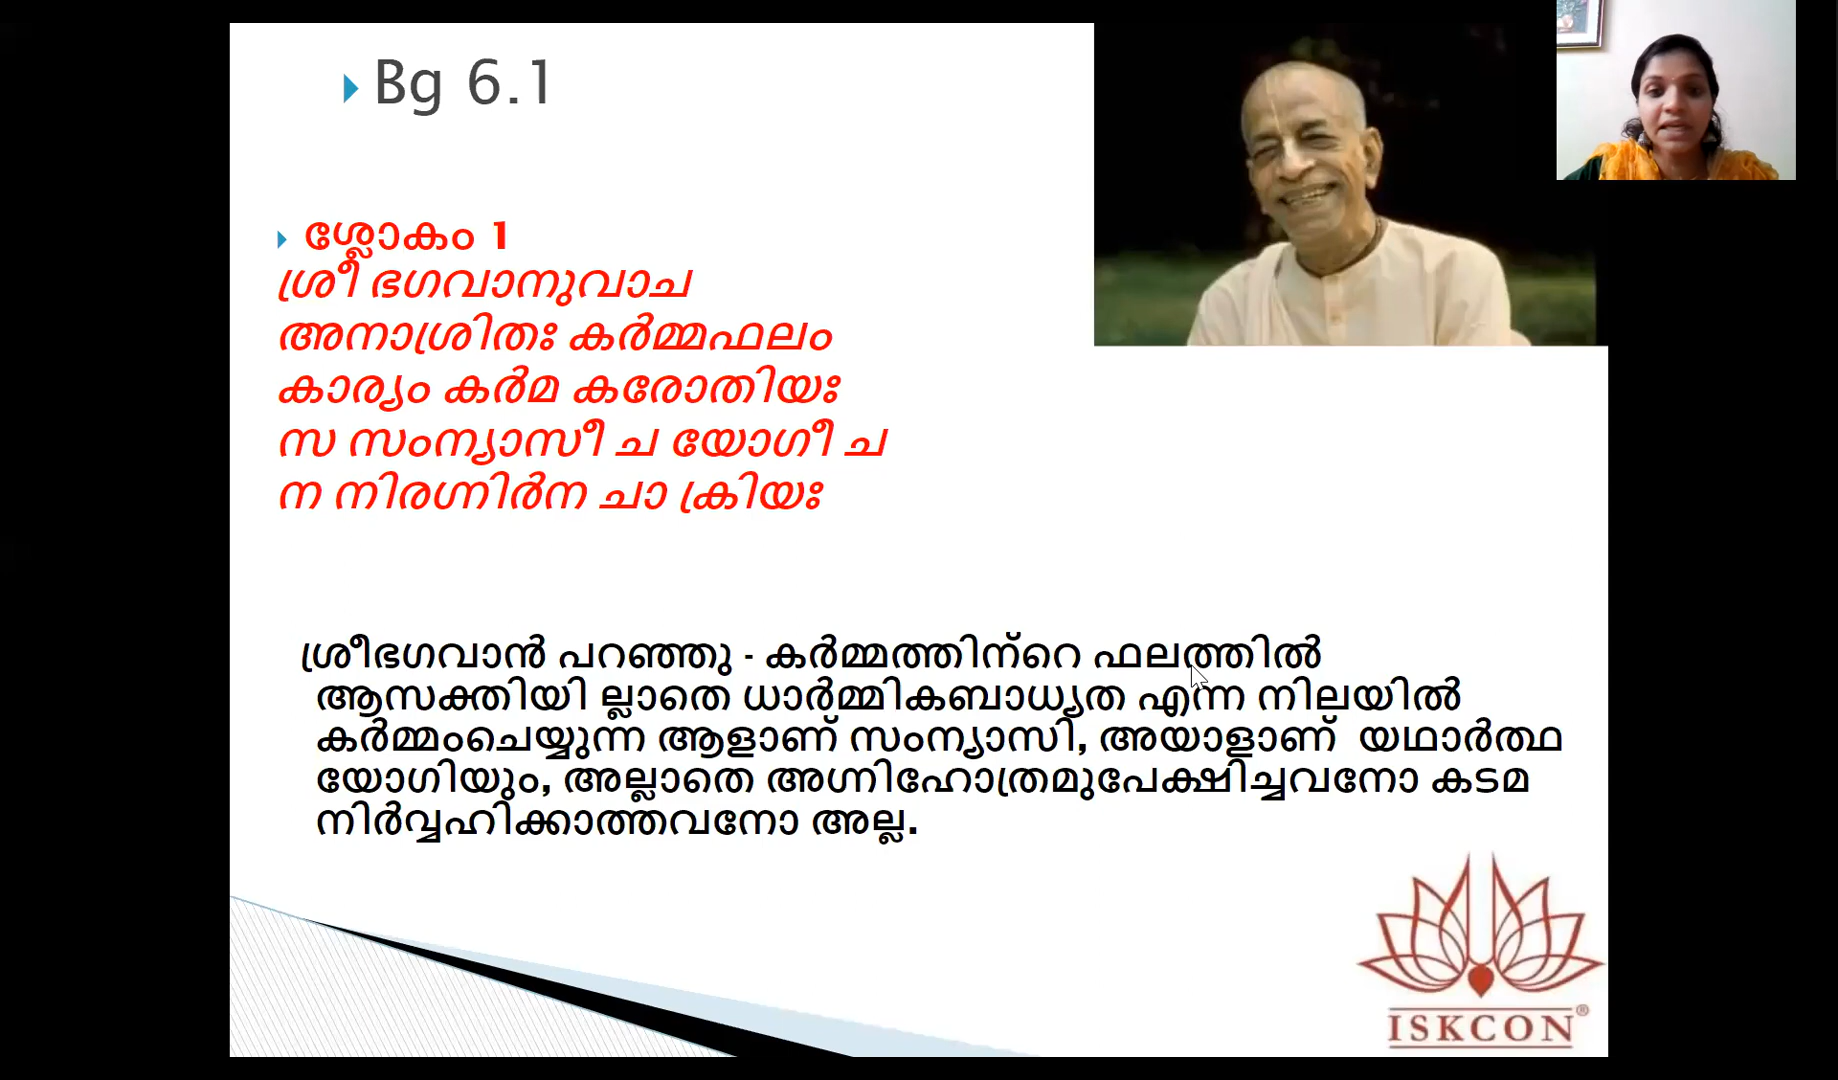 Bg 6.1
ശ്ലോകം 1
ശ്രീ ഭഗവാനുവാച
അനാശ്രിതഃ കർമ്മഫലം
കാര്യം കർമ കരോതിയഃ
സ സംന്യാസീ ച യോഗീ ച
ന നിരഗ്നിർന ചാ ക്രിയഃ
ശ്രീഭഗവാൻ പറഞ്ഞു - കർമ്മത്തിന്റെ ഫലത്തിൽ
ആസക്തിയി ല്ലാതെ ധാർമ്മികബാധ്യത എന്ന നിലയിൽ
കർമ്മംചെയ്യുന്ന ആളാണ് സംന്യാസി, അയാളാണ് യഥാർത്ഥ
യോഗിയും, അല്ലാതെ അഗ്നിഹോത്രമുപേക്ഷിച്ചവനോ കടമ
നിർവ്വഹിക്കാത്തവനോ അല്ല.
ISKCON®